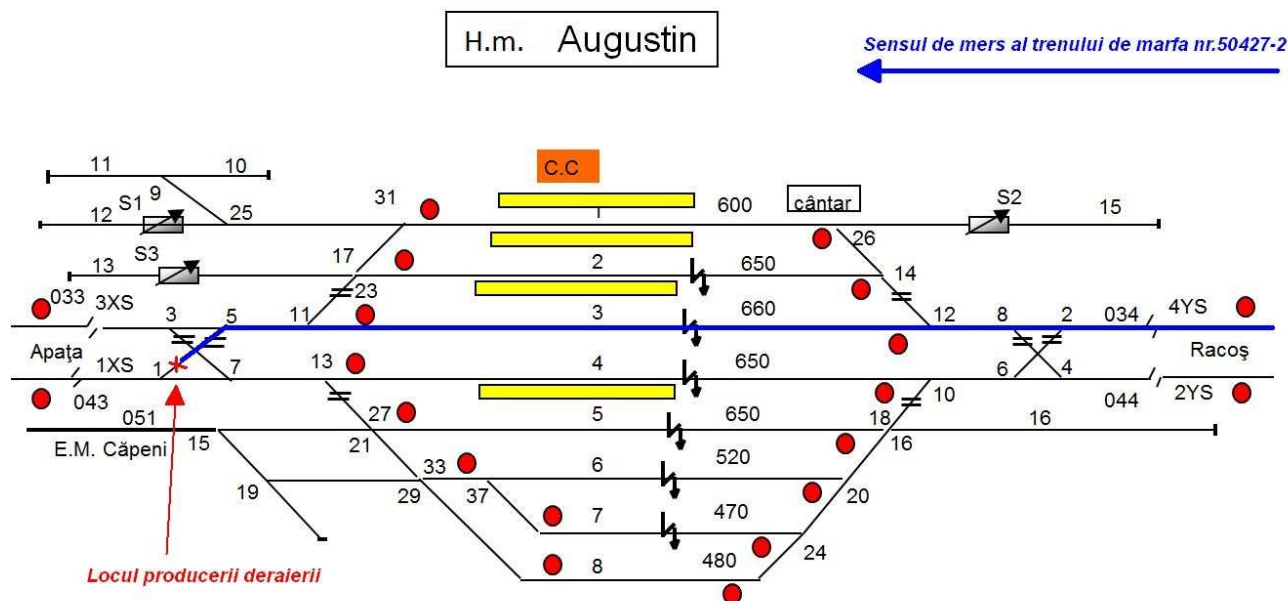 H.m. Augustin
Sensul de mers al trenului de marfa nr.50427-2
11 10 C.C
S1 9 31 S2
12 25 600 cântar 15
S3 17 26
13 2 650 14
033 23
3XS 3 5 11 3 660 12 8 2 034 4YS
Apaţa Racoş
1XS 1 7 13 4 650 6 4
043 10 044 2YS
051 27 5 650 18 16
E.M. Căpeni 15 21 16
33 6 520
19 29 37 20
7 470
24
8 480
Locul producerii deraierii